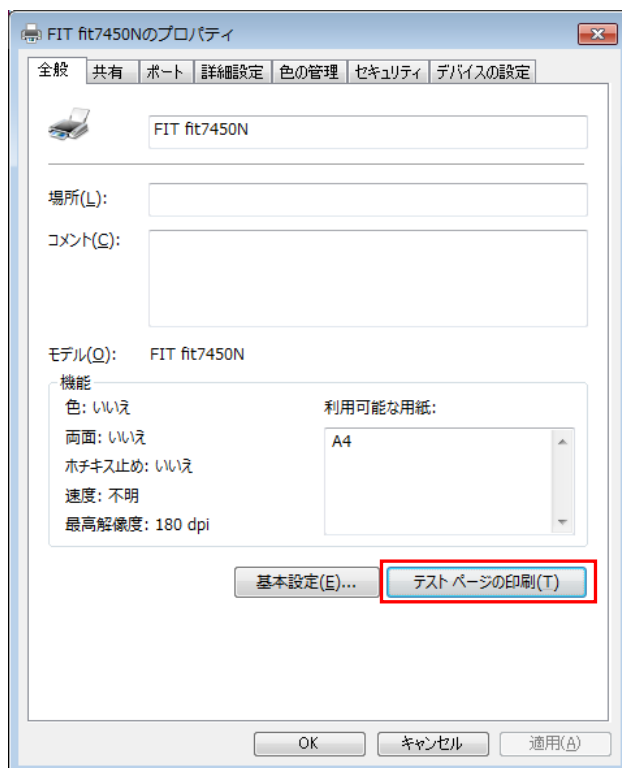 FIT fit7450Nのプロパティ
全般 共有 ポート 詳細設定 色の管理 セキュリティ デバイスの設定
FIT fit7450N
場所(L):
コメント(C):
モデル(O): FIT fit7450N
機能
色: いいえ 利用可能な用紙:
両面: いいえ A4
ホチキス止め: いいえ
速度: 不明
最高解像度: 180 dpi
基本設定(E)... テスト ページの印刷(T)
OK キャンセル 適用(A)